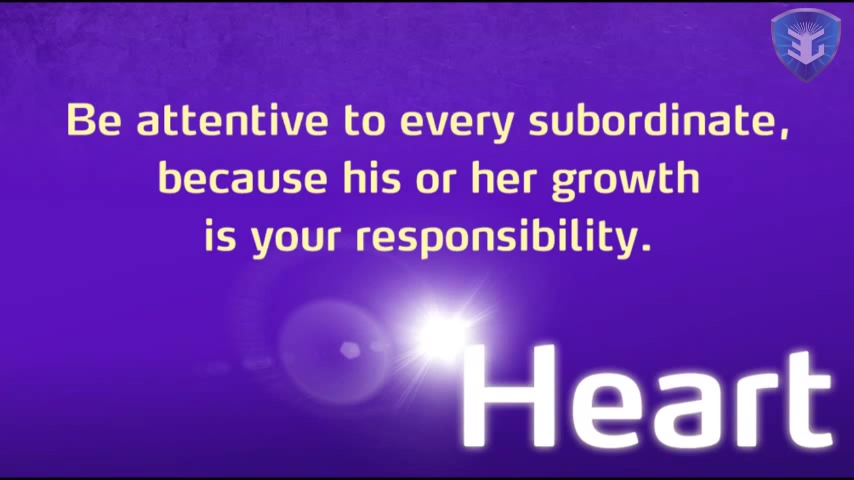 Be attentive to every subordinate,
because his or her growth
is your responsibility.
Heart